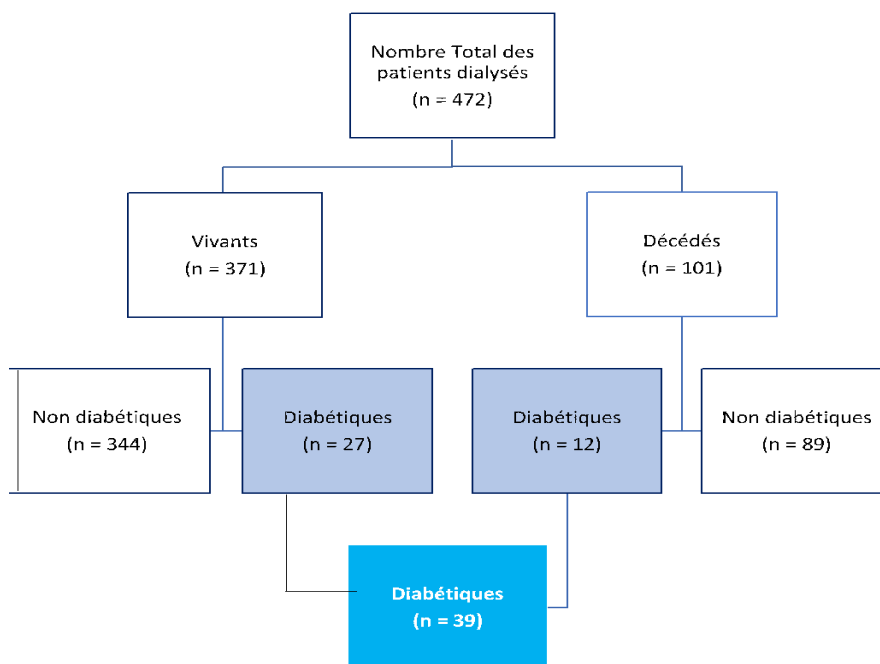 Nombre Total des
patients dialysés
(n = 472)
Vivants
(n = 371)
Décédés
(n = 101)
Non diabétiques
(n = 344)
Diabétiques
(n = 27)
Diabétiques
(n = 12)
Non diabétiques
(n = 89)
Diabétiques
(n = 39)